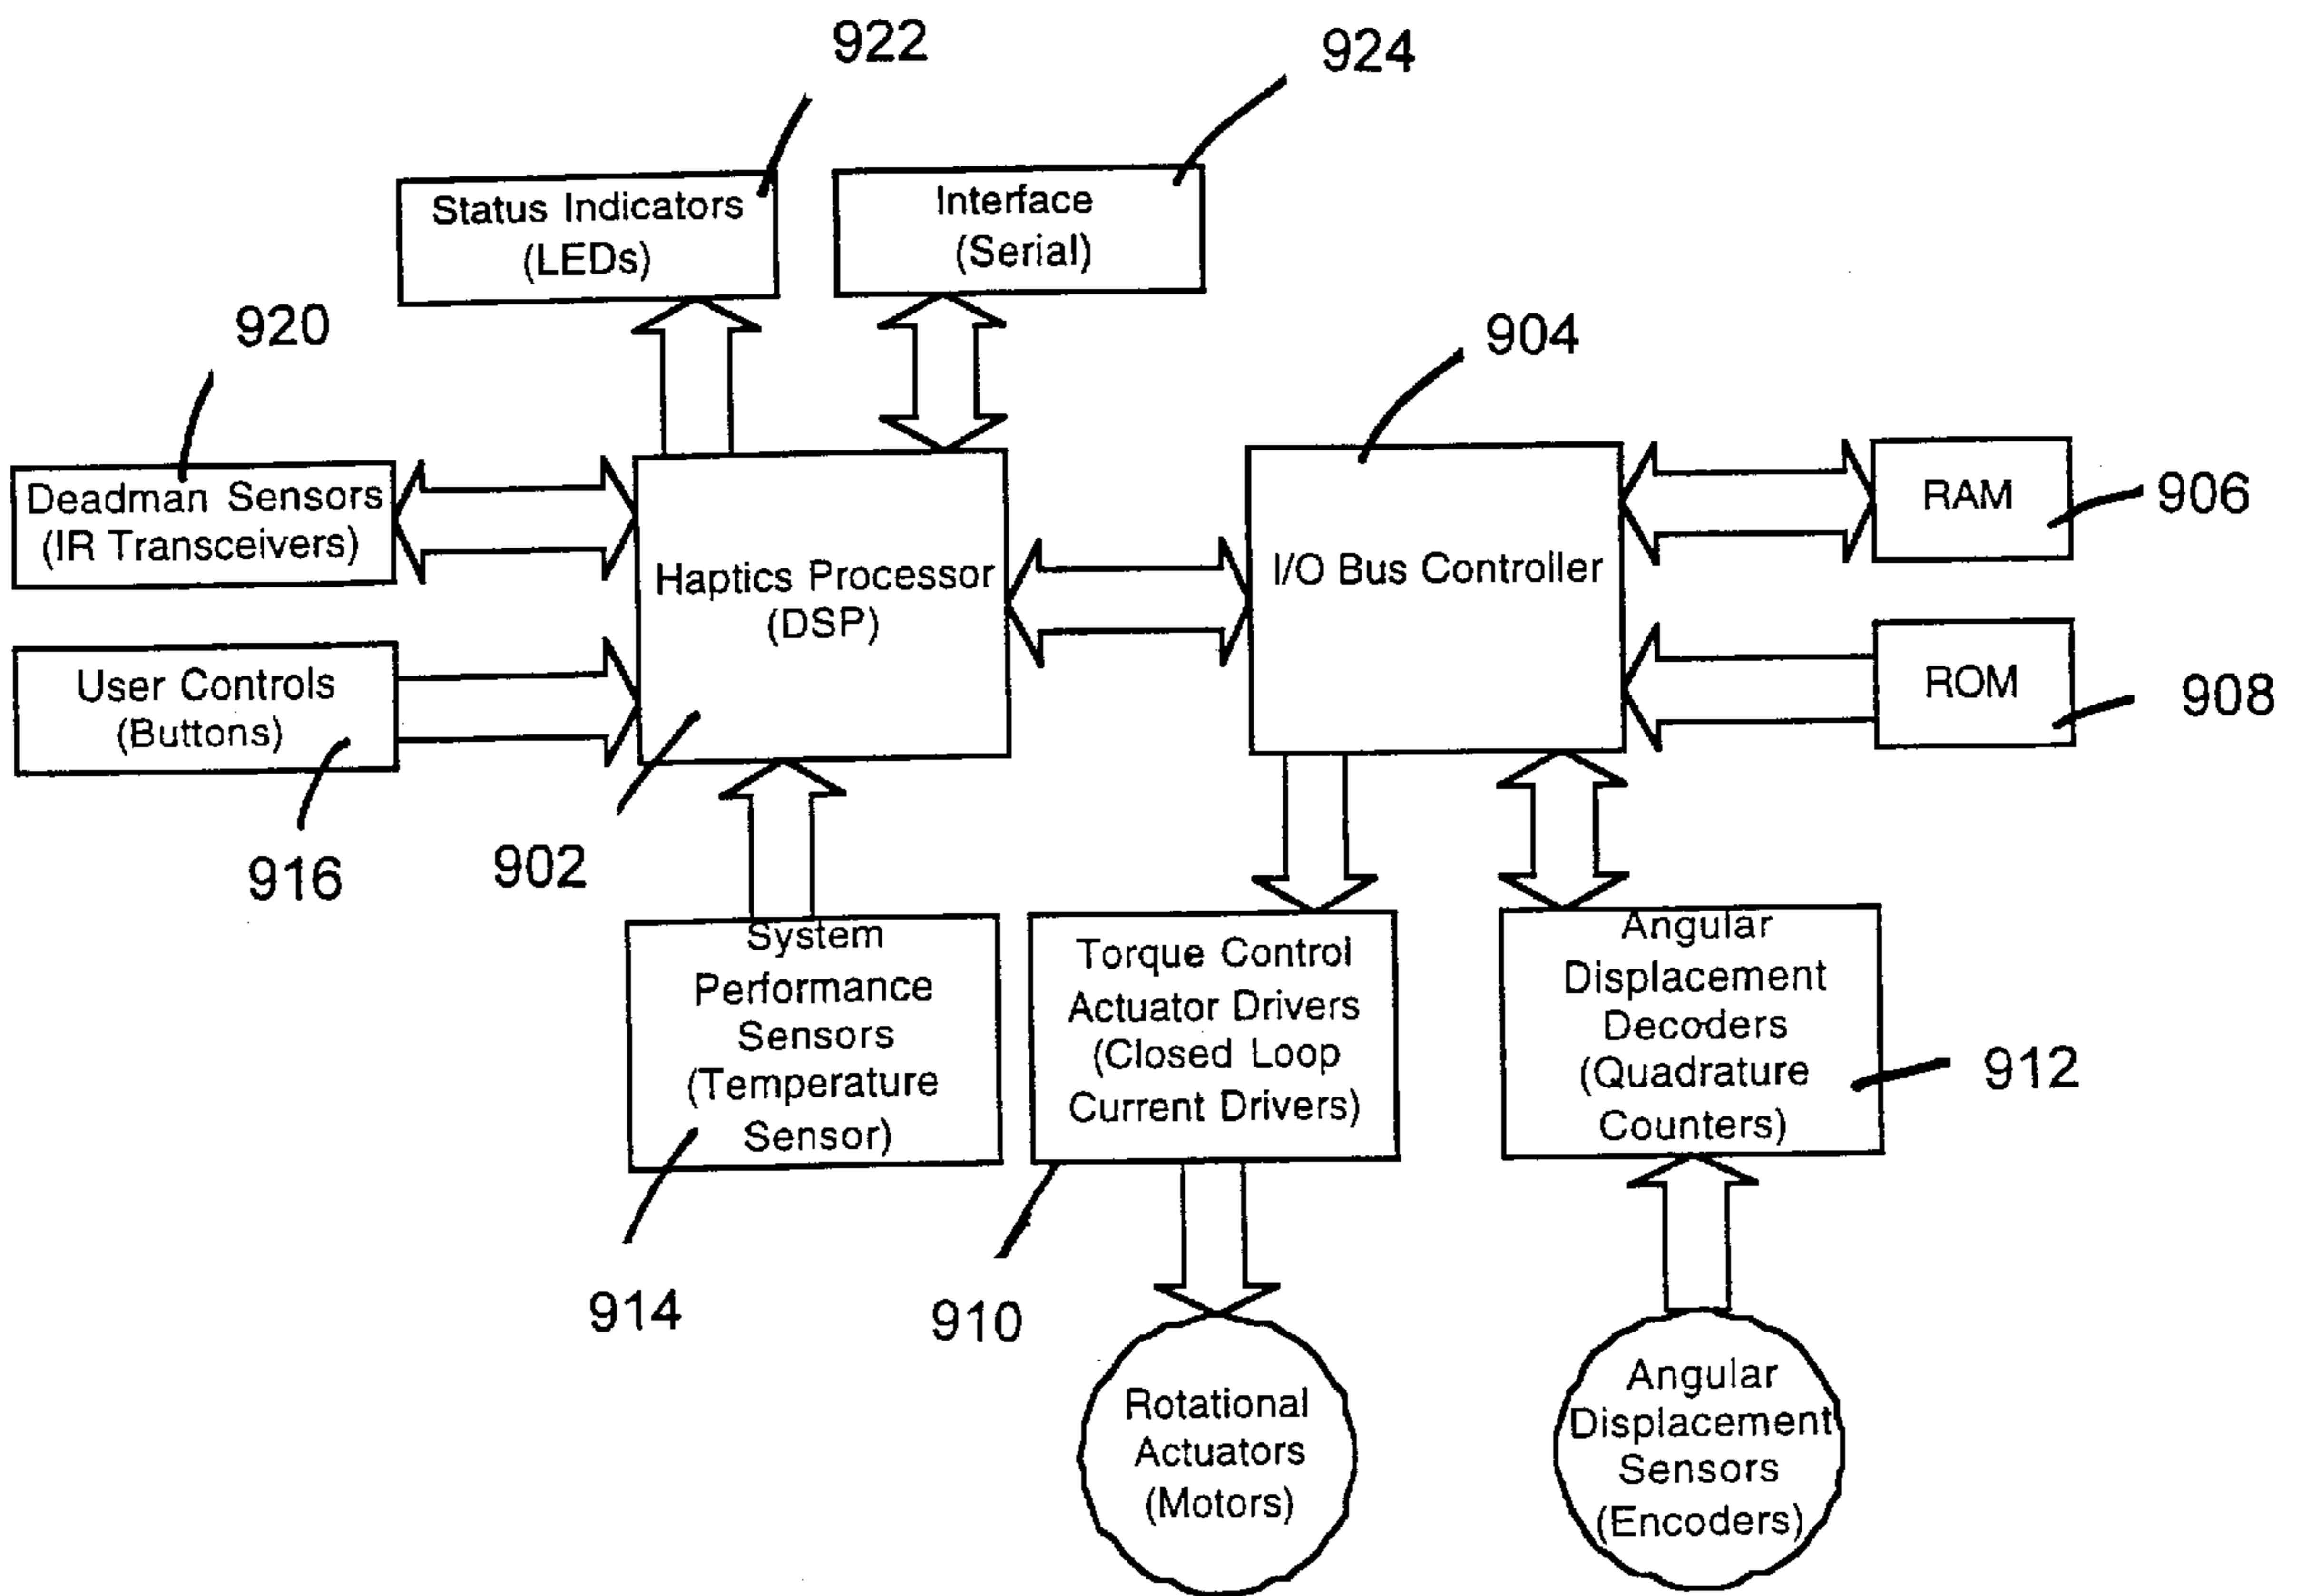 922
924
Status Indicators
(LEDs)
Interface
(Serial)
920
904
Deadman Sensors
(IR Transceivers)
Haptics Processor
(DSP)
I/O Bus Controller
RAM
906
User Controls
(Buttons)
ROM
908
916
902
System
Performance
Sensors
(Temperature
Sensor)
Torque Control
Actuator Drivers
(Closed Loop
Current Drivers)
Angular
Displacement
Decoders
(Quadrature
Counters)
912
914
910
Rotational
Actuators
(Motors)
Angular
Displacement
Sensors
(Encoders)